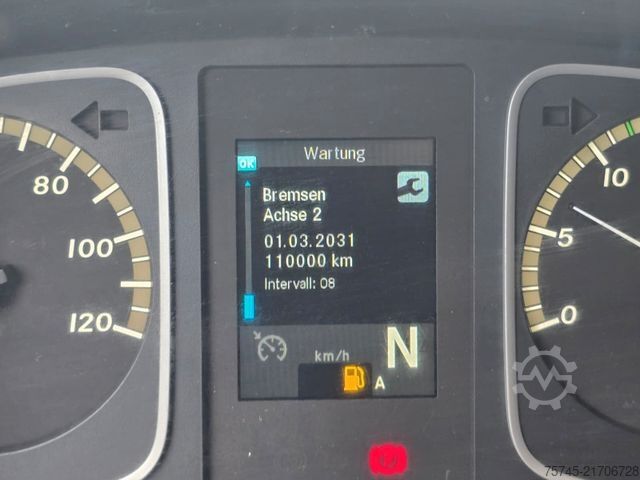 Wartung
OK
Bremsen
Achse 2
01.03.2031
110000 km
Intervall: 08
km/h
N
A
80
100
120
10
5
0
75745-21706728